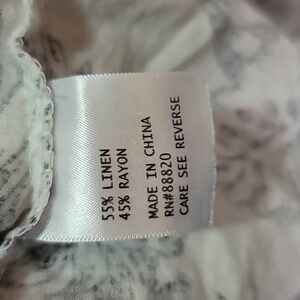 55% LINEN
45% RAYON
MADE IN CHINA
RN#88820
CARE SEE REVERSE